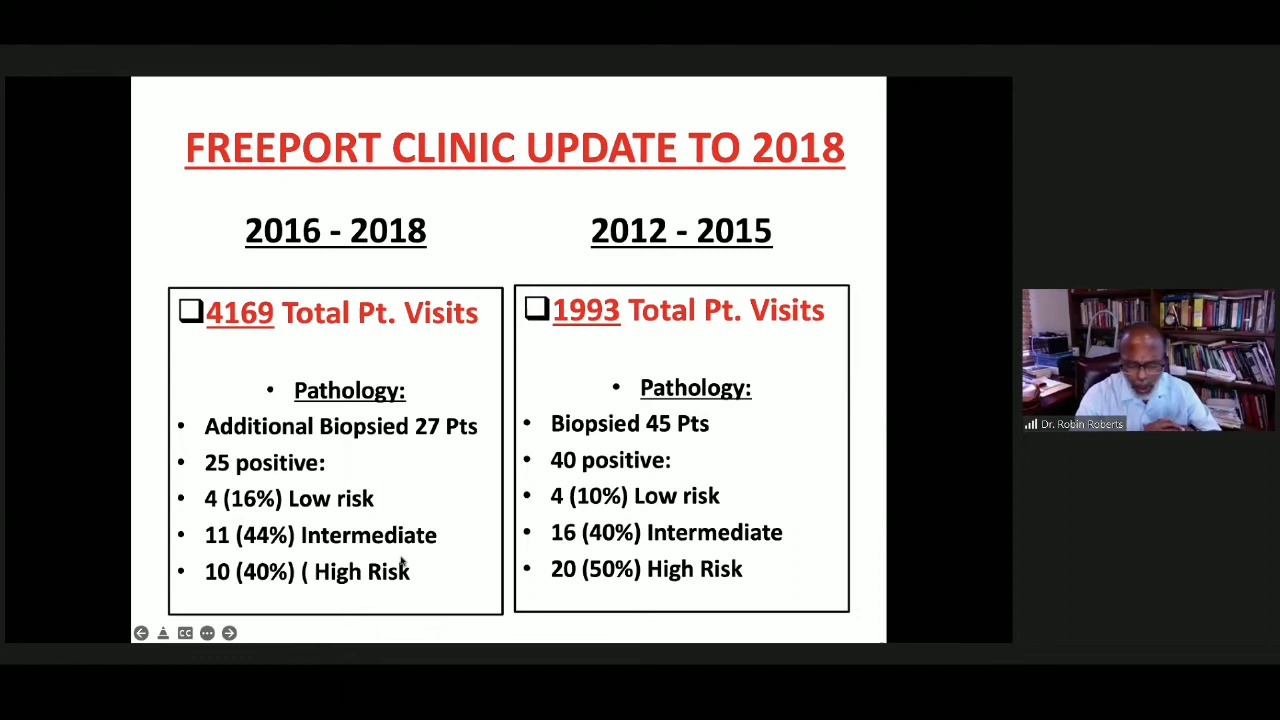 FREEPORT CLINIC UPDATE TO 2018
2016 - 2018
4169 Total Pt. Visits
• Pathology:
• Additional Biopsied 27 Pts
• 25 positive:
• 4 (16%) Low risk
• 11 (44%) Intermediate
• 10 (40%) ( High Risk
2012 - 2015
1993 Total Pt. Visits
• Pathology:
• Biopsied 45 Pts
• 40 positive:
• 4 (10%) Low risk
• 16 (40%) Intermediate
• 20 (50%) High Risk
CC
Dr. Robin Roberts